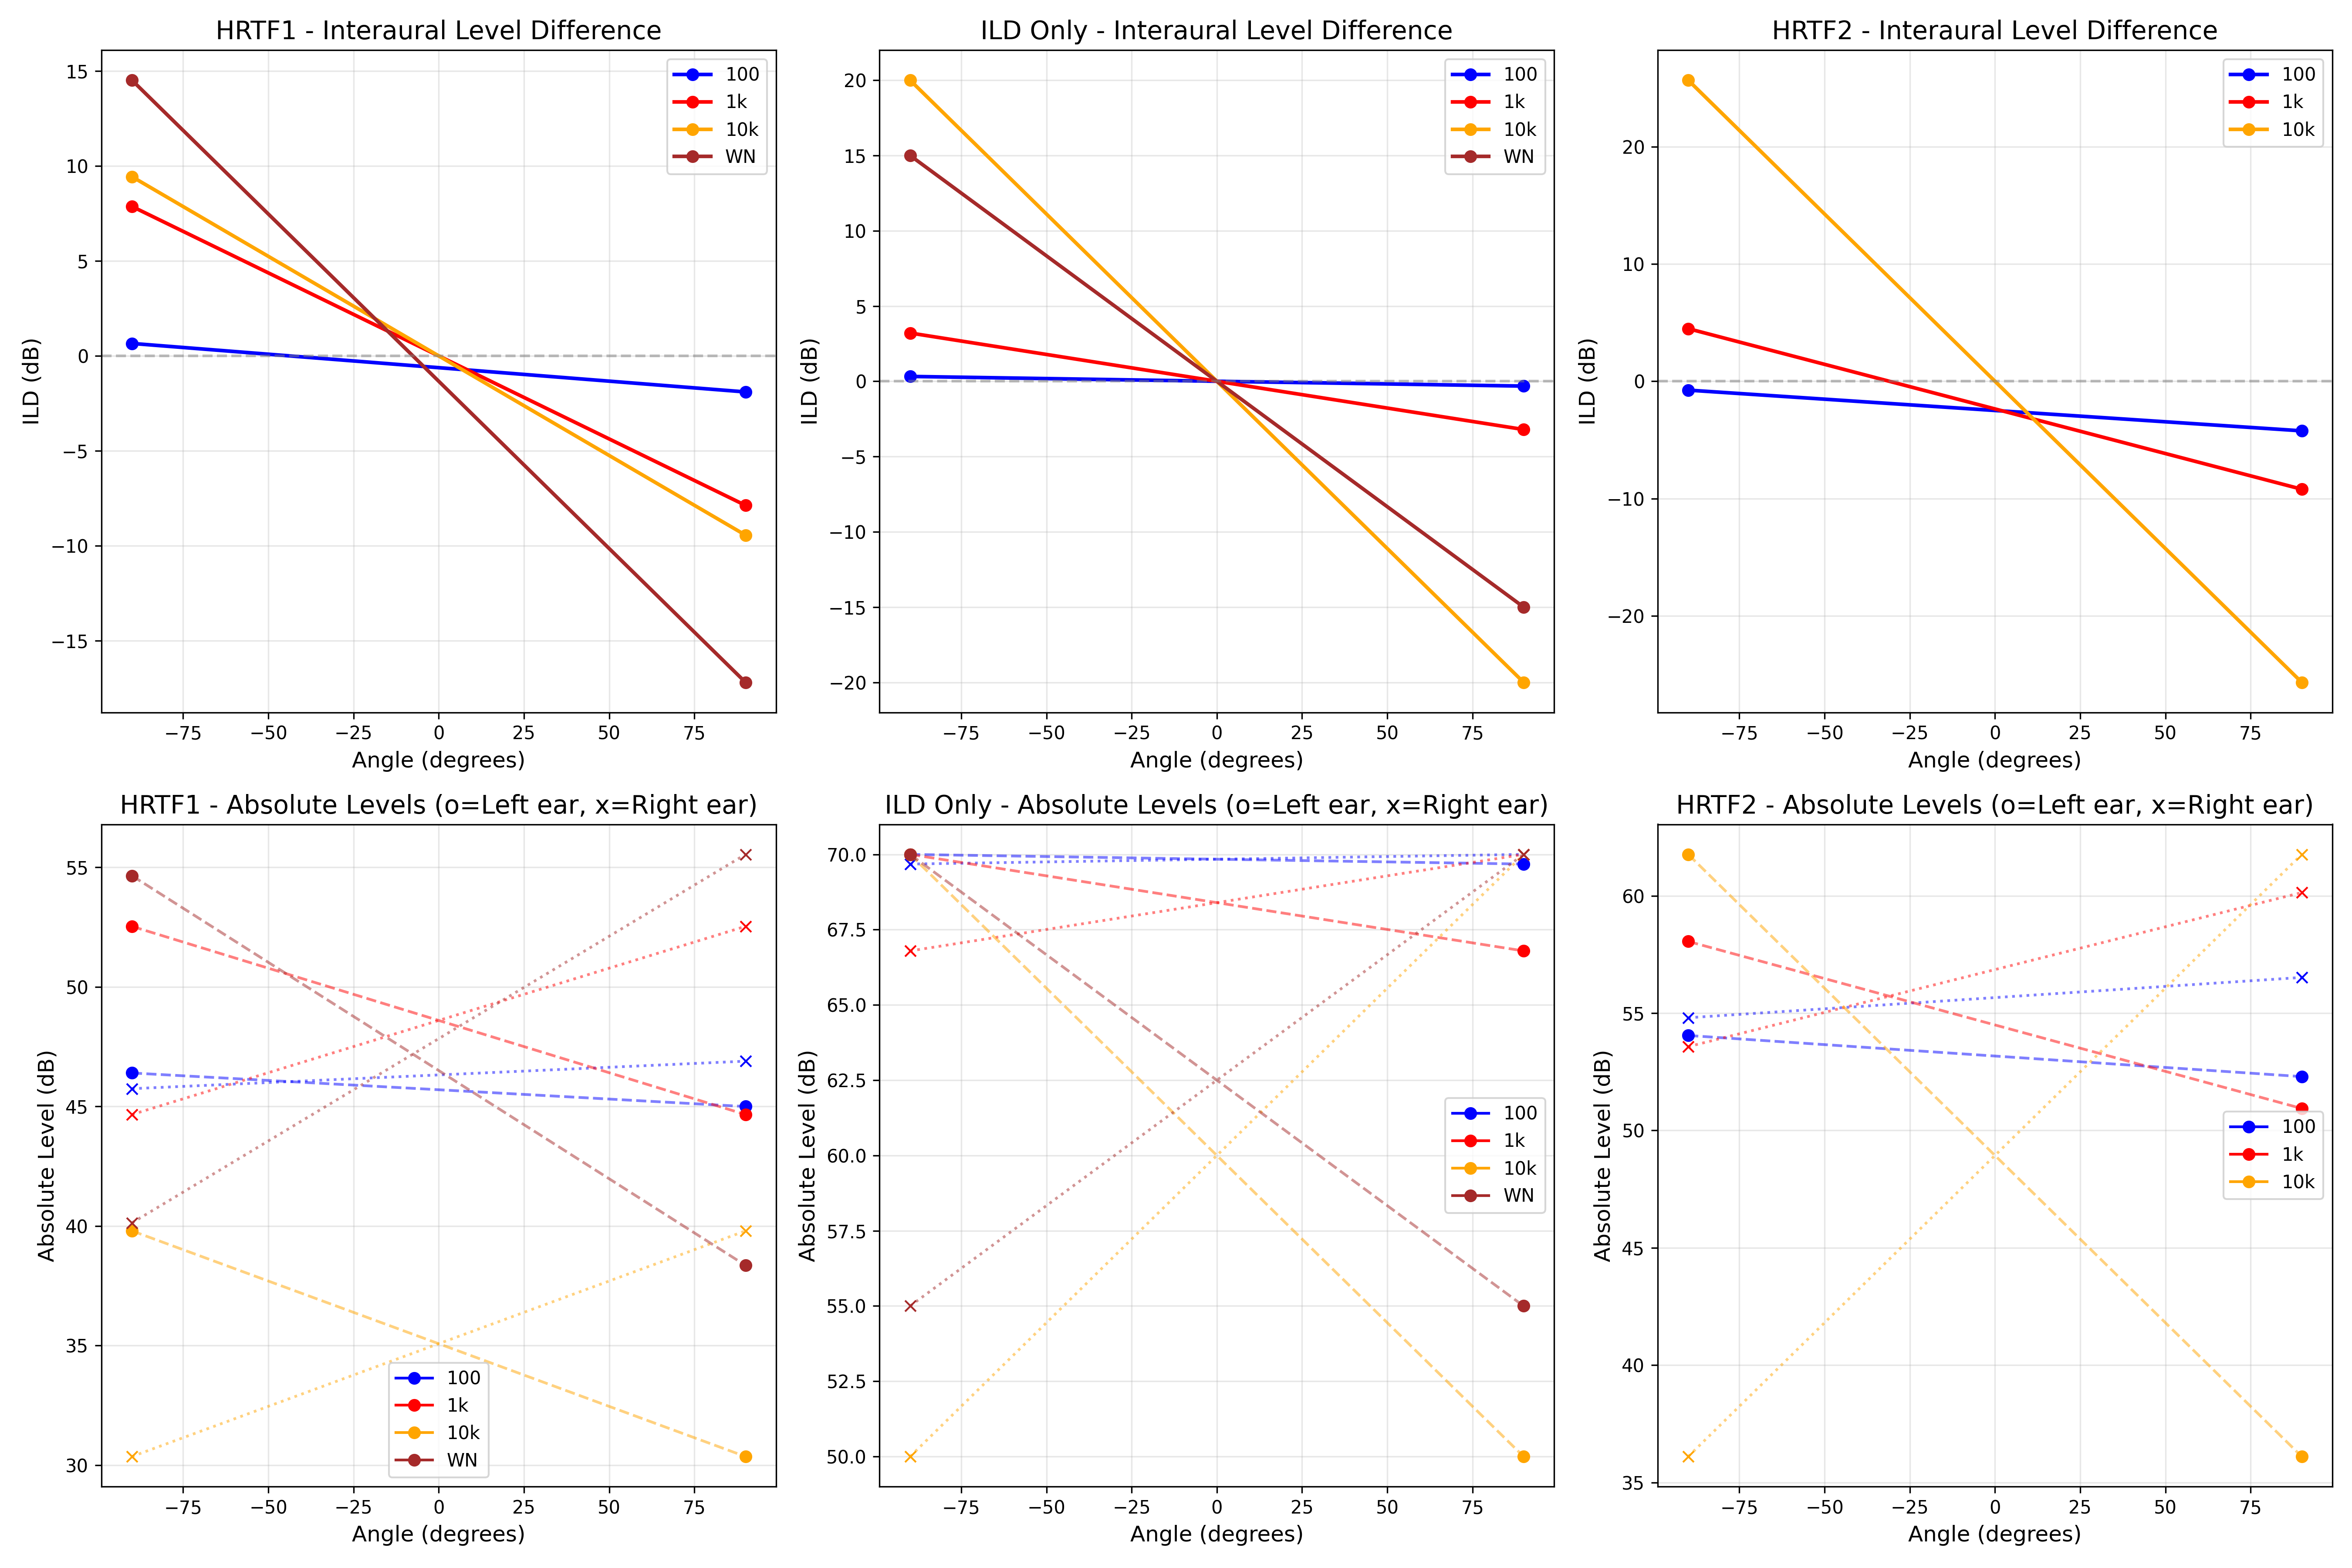 HRTF1 - Interaural Level Difference
ILD (dB)
15
10
5
0
−5
−10
−15
100
1k
10k
WN
−75
−50
−25
0
25
50
75
Angle (degrees)
ILD Only - Interaural Level Difference
ILD (dB)
20
15
10
5
0
−5
−10
−15
−20
100
1k
10k
WN
−75
−50
−25
0
25
50
75
Angle (degrees)
HRTF2 - Interaural Level Difference
ILD (dB)
20
10
0
−10
−20
100
1k
10k
−75
−50
−25
0
25
50
75
Angle (degrees)
HRTF1 - Absolute Levels (o=Left ear, x=Right ear)
Absolute Level (dB)
55
50
45
40
35
30
100
1k
10k
WN
−75
−50
−25
0
25
50
75
Angle (degrees)
ILD Only - Absolute Levels (o=Left ear, x=Right ear)
Absolute Level (dB)
70.0
67.5
65.0
62.5
60.0
57.5
55.0
52.5
50.0
100
1k
10k
WN
−75
−50
−25
0
25
50
75
Angle (degrees)
HRTF2 - Absolute Levels (o=Left ear, x=Right ear)
Absolute Level (dB)
60
55
50
45
40
35
100
1k
10k
−75
−50
−25
0
25
50
75
Angle (degrees)